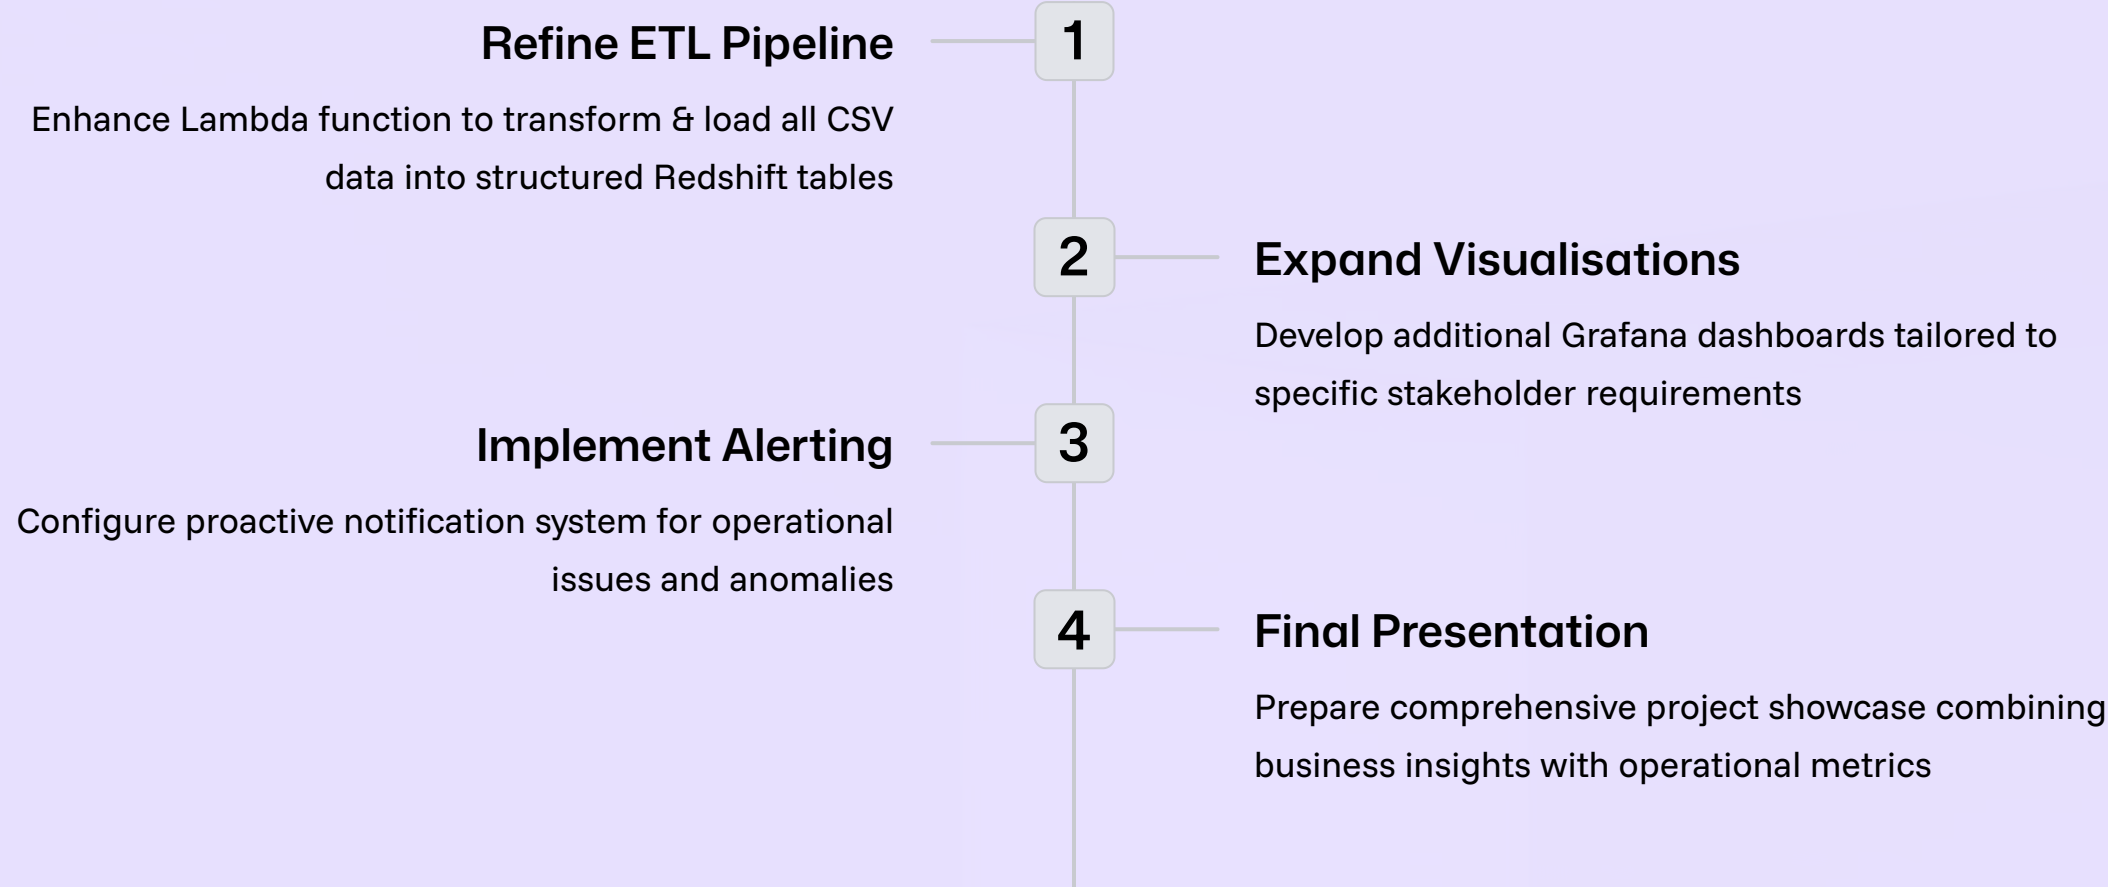 1
Refine ETL Pipeline
Enhance Lambda function to transform & load all CSV
data into structured Redshift tables
2
Expand Visualisations
Develop additional Grafana dashboards tailored to
specific stakeholder requirements
3
Implement Alerting
Configure proactive notification system for operational
issues and anomalies
4
Final Presentation
Prepare comprehensive project showcase combining
business insights with operational metrics